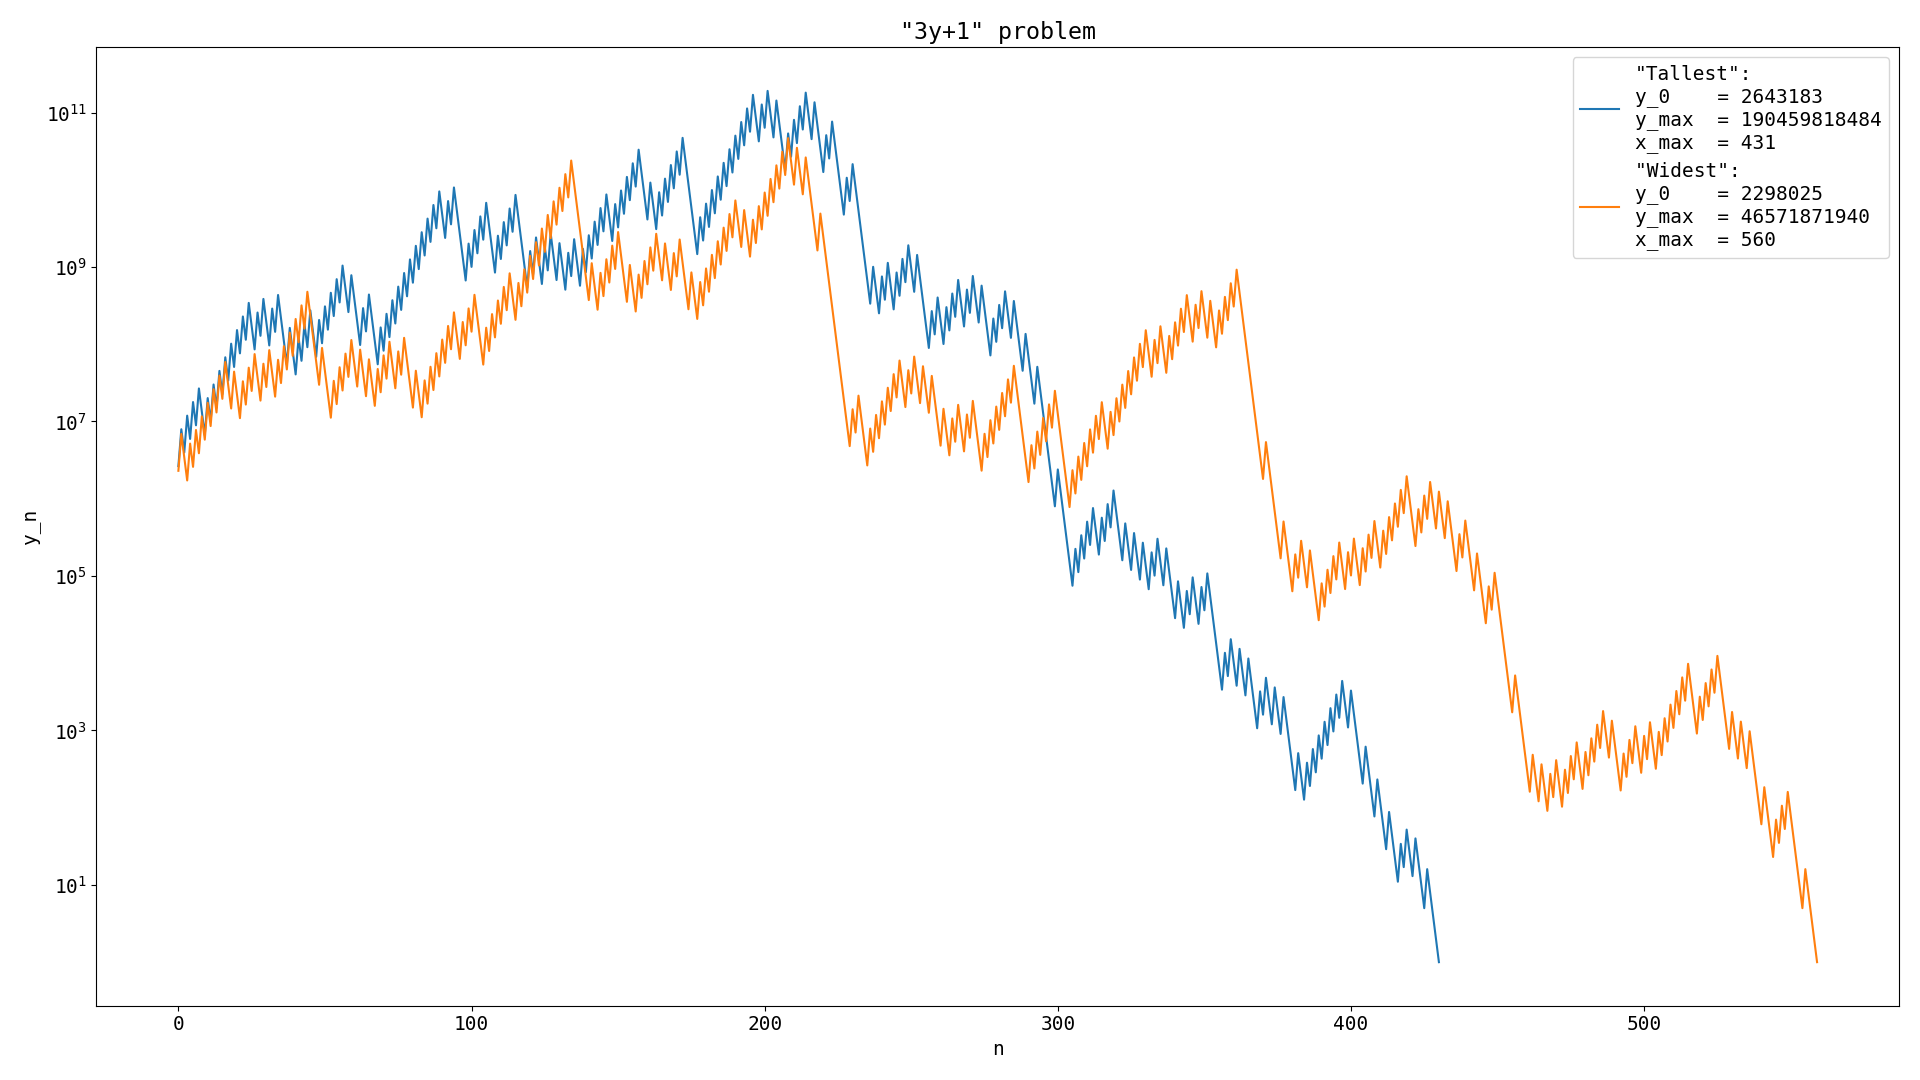 "3y+1" problem
"Tallest":
y_0    = 2643183
y_max  = 190459818484
x_max  = 431
"Widest":
y_0    = 2298025
y_max  = 46571871940
x_max  = 560
10^11
10^9
10^7
10^5
10^3
10^1
y_n
0 100 200 300 400 500
n